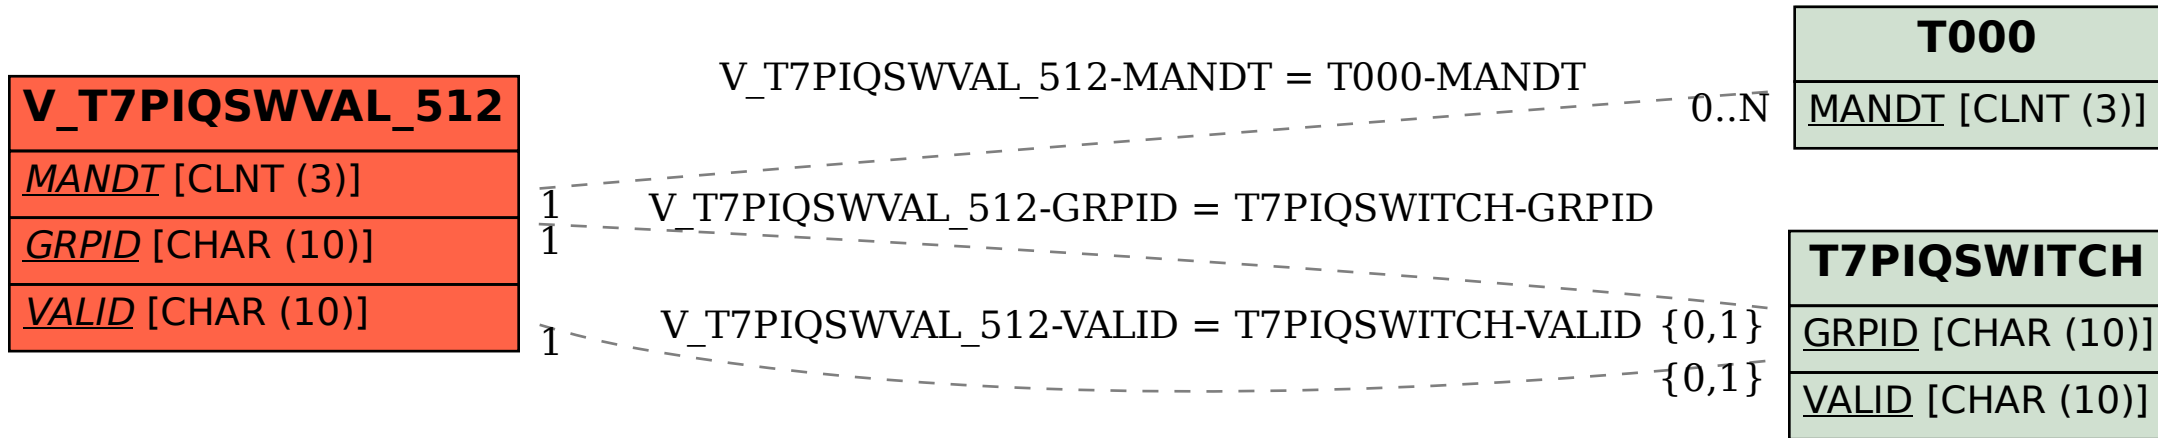 V_T7PIQSWVAL_512
MANDT [CLNT (3)]
GRPID [CHAR (10)]
VALID [CHAR (10)]
V_T7PIQSWVAL_512-MANDT = T000-MANDT
1
0..N
V_T7PIQSWVAL_512-GRPID = T7PIQSWITCH-GRPID
1
{0,1}
V_T7PIQSWVAL_512-VALID = T7PIQSWITCH-VALID
1
{0,1}
T000
MANDT [CLNT (3)]
T7PIQSWITCH
GRPID [CHAR (10)]
VALID [CHAR (10)]